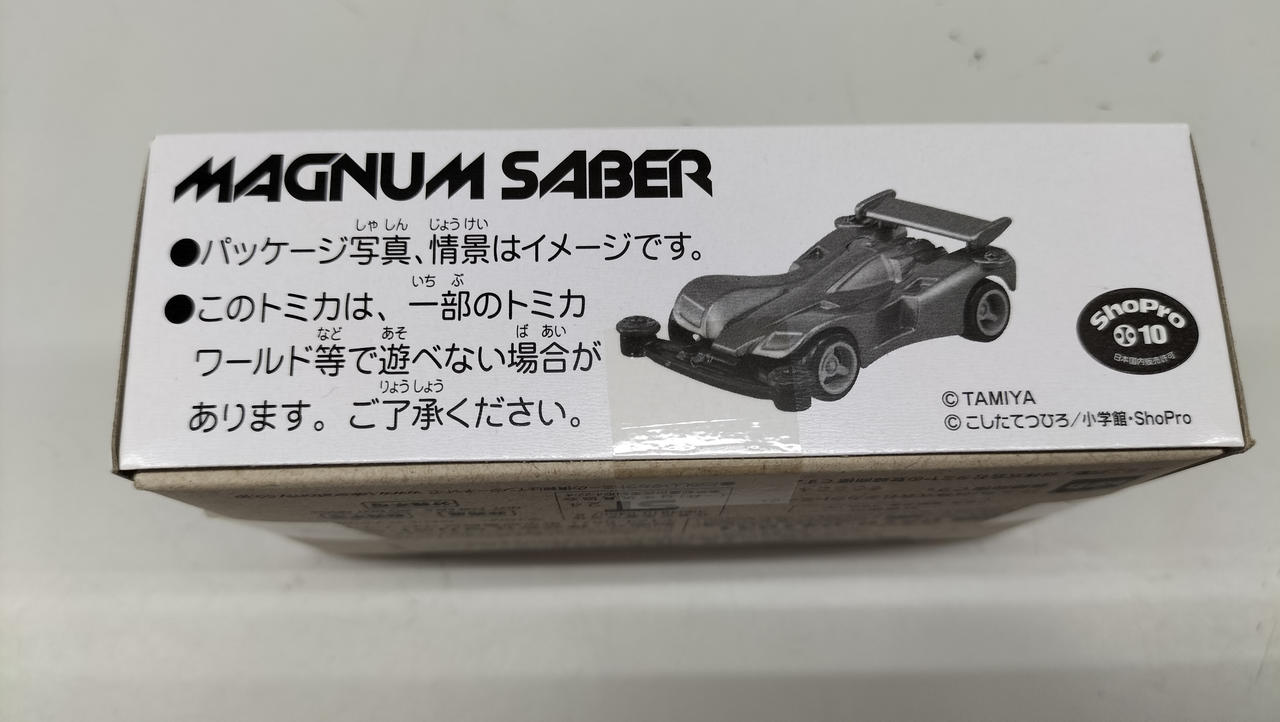 MAGNUM SABER
しゃしん じょうけい
●パッケージ写真、情景はイメージです。
いち ぶ
●このトミカは、一部のトミカ
など あそ ば あい
ワールド等で遊べない場合が
りょうしょう
あります。ご了承ください。
ShoPro
10
日本国内販売許可
© TAMIYA
© こしたてつひろ/小学館・ShoPro